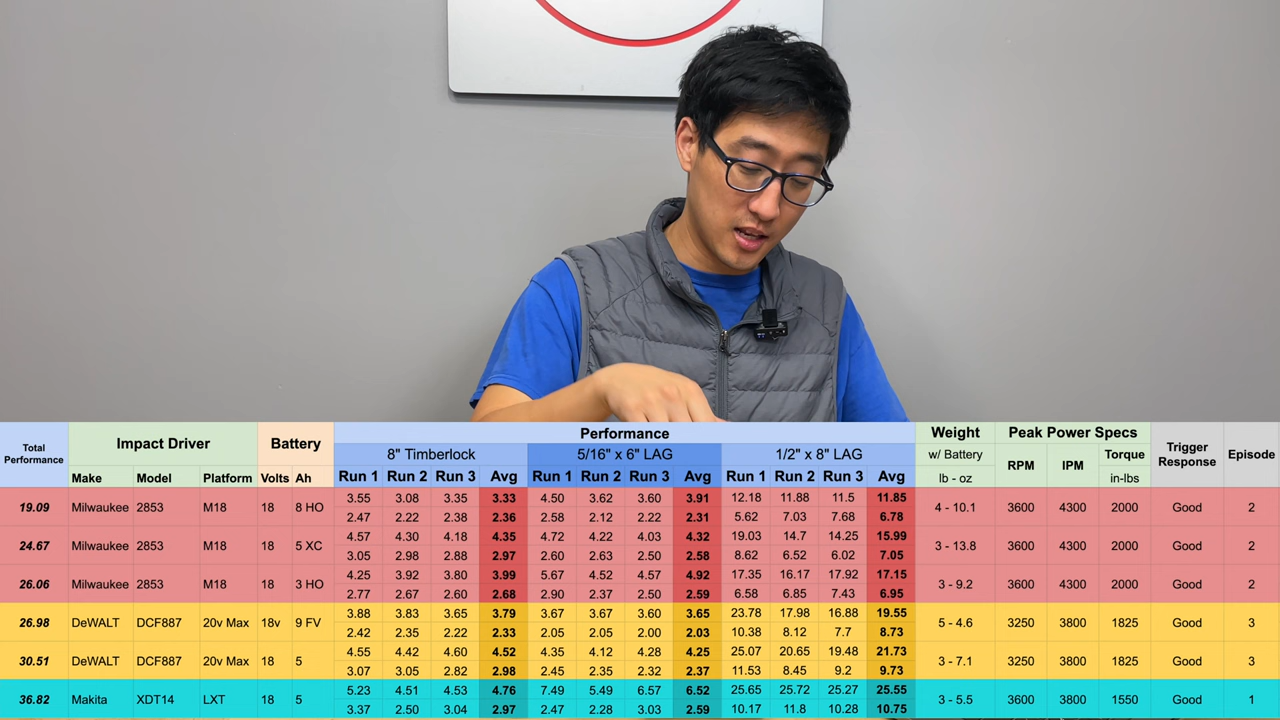 Total Performance Impact Driver Battery Performance Weight Peak Power Specs Trigger Response Episode
8" Timberlock 5/16" x 6" LAG 1/2" x 8" LAG w/ Battery RPM IPM Torque
Make Model Platform Volts Ah Run 1 Run 2 Run 3 Avg Run 1 Run 2 Run 3 Avg Run 1 Run 2 Run 3 Avg lb - oz in-lbs
19.09 Milwaukee 2853 M18 18 8 HO 3.55 3.08 3.35 3.33 4.50 3.62 3.60 3.91 12.18 11.88 11.5 11.85 4 - 10.1 3600 4300 2000 Good 2
2.47 2.22 2.38 2.36 2.58 2.12 2.22 2.31 5.62 7.03 7.68 6.78
24.67 Milwaukee 2853 M18 18 5 XC 4.57 4.30 4.18 4.35 4.72 4.22 4.03 4.32 19.03 14.7 14.25 15.99 3 - 13.8 3600 4300 2000 Good 2
3.05 2.98 2.88 2.97 2.60 2.63 2.50 2.58 8.62 6.52 6.02 7.05
26.06 Milwaukee 2853 M18 18 3 HO 4.25 3.92 3.80 3.99 5.67 4.52 4.57 4.92 17.35 16.17 17.92 17.15 3 - 9.2 3600 4300 2000 Good 2
2.77 2.67 2.60 2.68 2.90 2.37 2.50 2.59 6.58 6.85 7.43 6.95
26.98 DeWALT DCF887 20v Max 18v 9 FV 3.88 3.83 3.65 3.79 3.67 3.67 3.60 3.65 23.78 17.98 16.88 19.55 5 - 4.6 3250 3800 1825 Good 3
2.42 2.35 2.22 2.33 2.05 2.05 2.00 2.03 10.38 8.12 7.7 8.73
30.51 DeWALT DCF887 20v Max 18 5 4.55 4.42 4.60 4.52 4.35 4.12 4.28 4.25 25.07 20.65 19.48 21.73 3 - 7.1 3250 3800 1825 Good 3
3.07 3.05 2.82 2.98 2.45 2.35 2.32 2.37 11.53 8.45 9.2 9.73
36.82 Makita XDT14 LXT 18 5 5.23 4.51 4.53 4.76 7.49 5.49 6.57 6.52 25.65 25.72 25.27 25.55 3 - 5.5 3600 3800 1550 Good 1
3.37 2.50 3.04 2.97 2.47 2.28 3.03 2.59 10.17 11.8 10.28 10.75